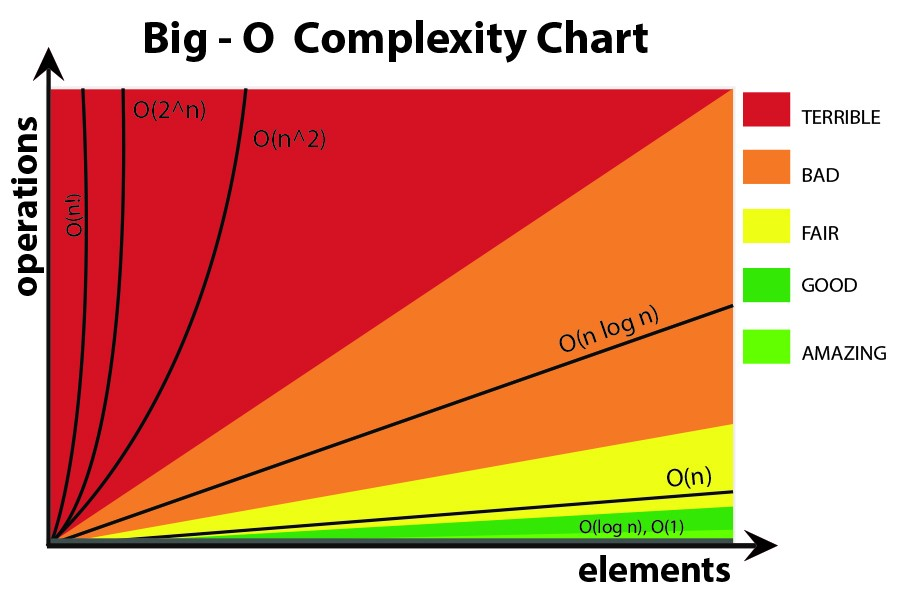 Big - O Complexity Chart
operations
O(n!)
O(2^n)
O(n^2)
O(n log n)
O(n)
O(log n), O(1)
elements
TERRIBLE
BAD
FAIR
GOOD
AMAZING